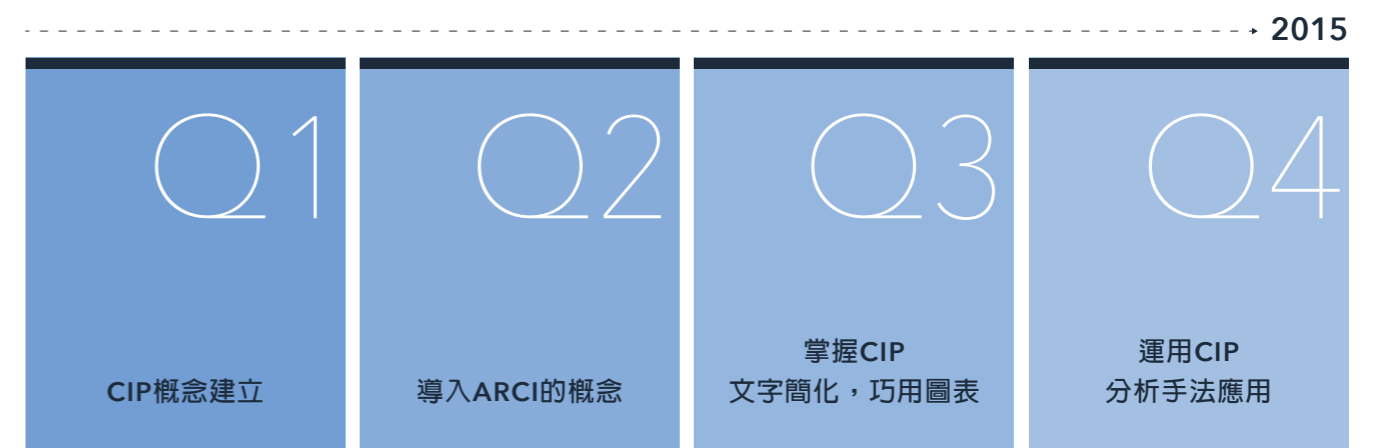 2015
Q1
CIP概念建立
Q2
導入ARCI的概念
Q3
掌握CIP
文字簡化，巧用圖表
Q4
運用CIP
分析手法應用